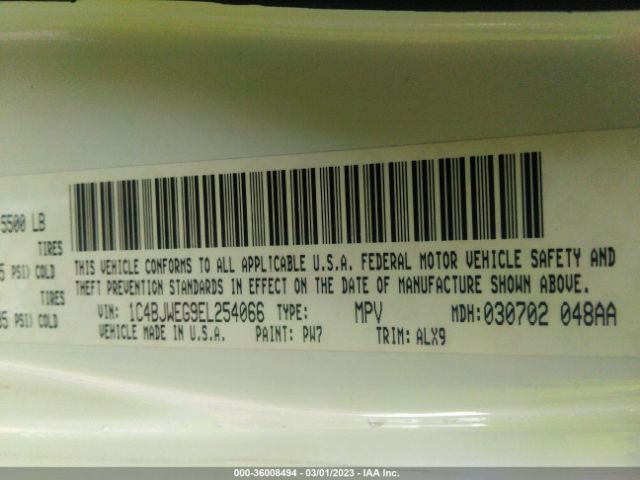 5500 LB
TIRES
5 PSI) COLD
TIRES
35 PSI) COLD
THIS VEHICLE CONFORMS TO ALL APPLICABLE U.S.A. FEDERAL MOTOR VEHICLE SAFETY AND
THEFT PREVENTION STANDARDS IN EFFECT ON THE DATE OF MANUFACTURE SHOWN ABOVE.
VIN: 1C4BJWEG9EL254066 TYPE: MPV MDH:030702 048AA
VEHICLE MADE IN U.S.A. PAINT: PW7 TRIM: ALX9
000-36008494 - 03/01/2023 - IAA Inc.